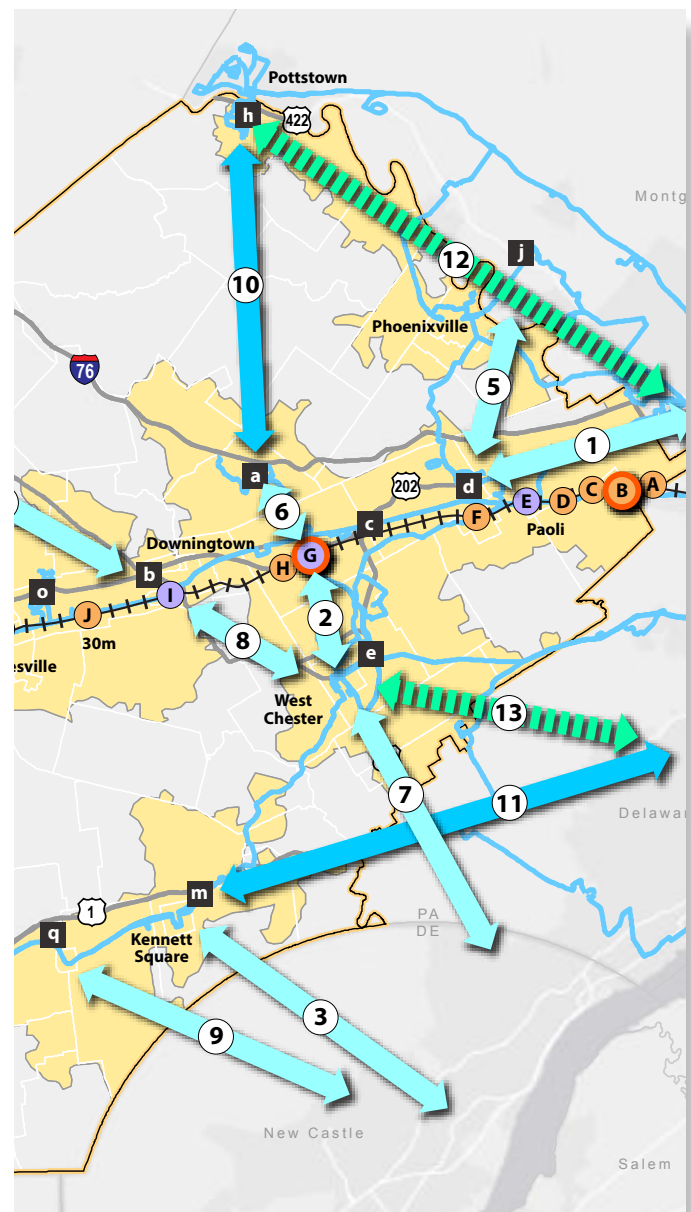 Pottstown
h
422
Montg
j
12
10
Phoenixville
76
5
1
a
d
202
6
c
E
D
C
B
A
F
Paoli
Downingtown
G
H
b
I
o
J
30m
2
8
esville
e
West
Chester
13
7
11
Delawar
m
1
PA
DE
q
Kennett
Square
3
9
New Castle
Salem